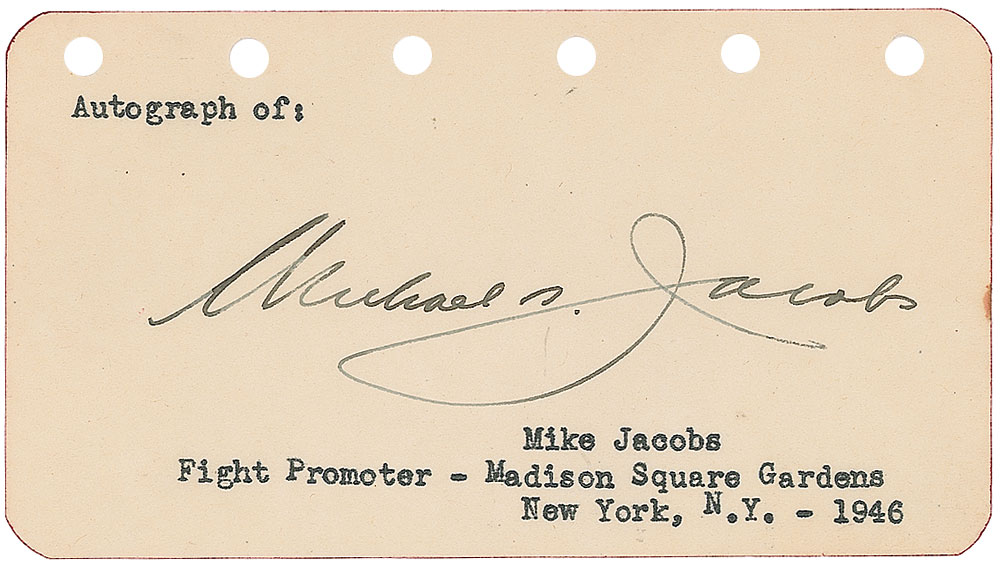 Autograph of:
Michael S. Jacobs
Mike Jacobs
Fight Promoter - Madison Square Gardens
New York, N.Y. - 1946